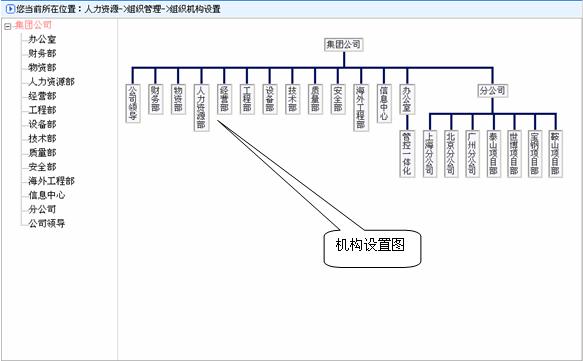 您当前所在位置：人力资源->组织管理->组织机构设置
集团公司
办公室
财务部
物资部
人力资源部
经营部
工程部
设备部
技术部
质量部
安全部
海外工程部
信息中心
分公司
公司领导
集团公司
公司领导
财务部
物资部
人力资源部
经营部
工程部
设备部
技术部
质量部
安全部
海外工程部
信息中心
办公室
分公司
管控一体化
上海分公司
北京分公司
广州分公司
泰山项目部
世博项目部
宝钢项目部
鞍山项目部
机构设置图